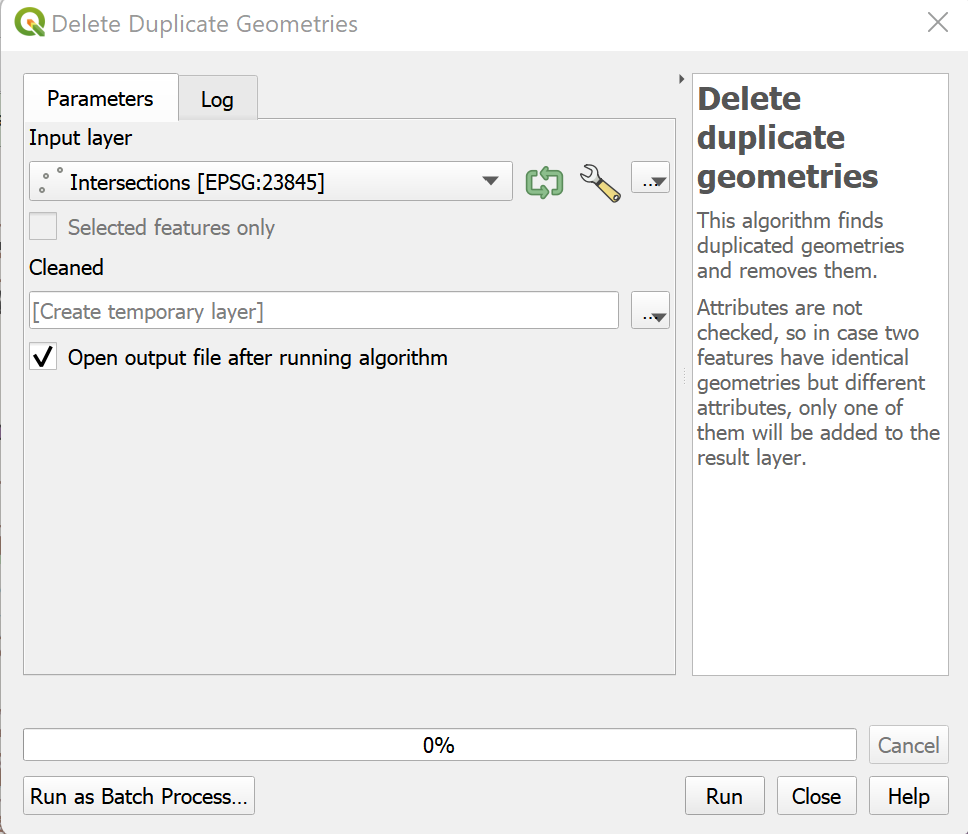 Delete Duplicate Geometries
Parameters
Log
Input layer
Intersections [EPSG:23845]
...
Selected features only
Cleaned
[Create temporary layer]
...
Open output file after running algorithm
Delete
duplicate
geometries
This algorithm finds
duplicated geometries
and removes them.
Attributes are not
checked, so in case two
features have identical
geometries but different
attributes, only one of
them will be added to the
result layer.
0%
Cancel
Run as Batch Process...
Run
Close
Help